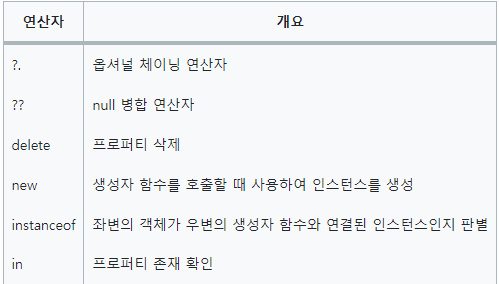 연산자 개요
?. 옵셔널 체이닝 연산자
?? null 병합 연산자
delete 프로퍼티 삭제
new 생성자 함수를 호출할 때 사용하여 인스턴스를 생성
instanceof 좌변의 객체가 우변의 생성자 함수와 연결된 인스턴스인지 판별
in 프로퍼티 존재 확인